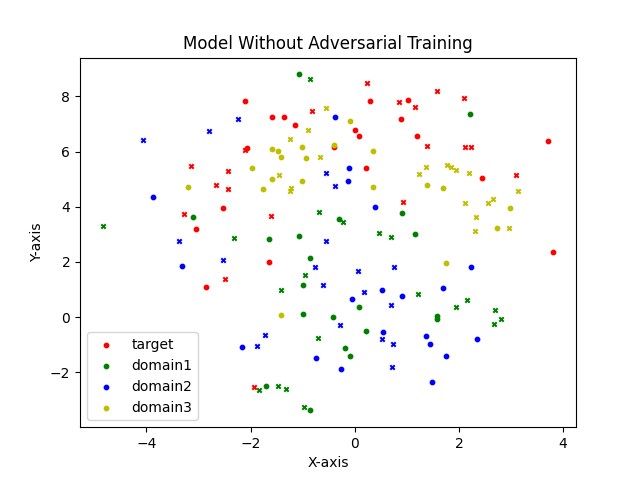 Model Without Adversarial Training
Y-axis
8
6
4
2
0
−2
target
domain1
domain2
domain3
−4 −2 0 2 4
X-axis